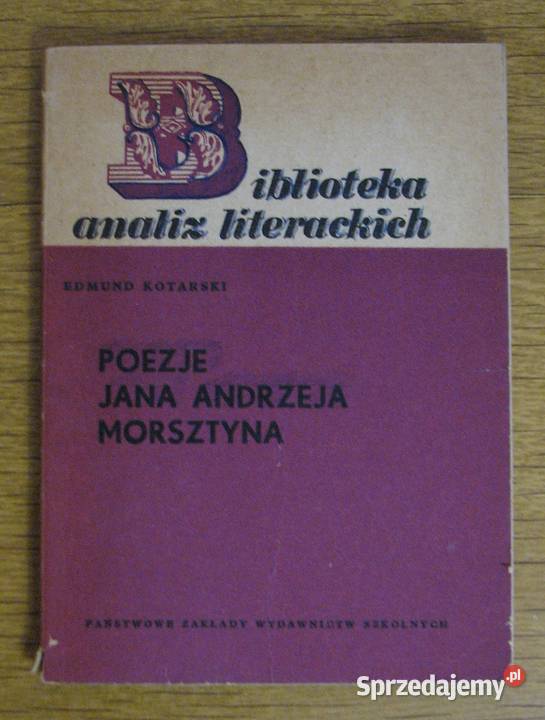 Biblioteka
analiz literackich
EDMUND KOTARSKI
POEZJE
JANA ANDRZEJA
MORSZTYNA
PAŃSTWOWE ZAKŁADY WYDAWNICTW SZKOLNYCH
Sprzedajemy.pl